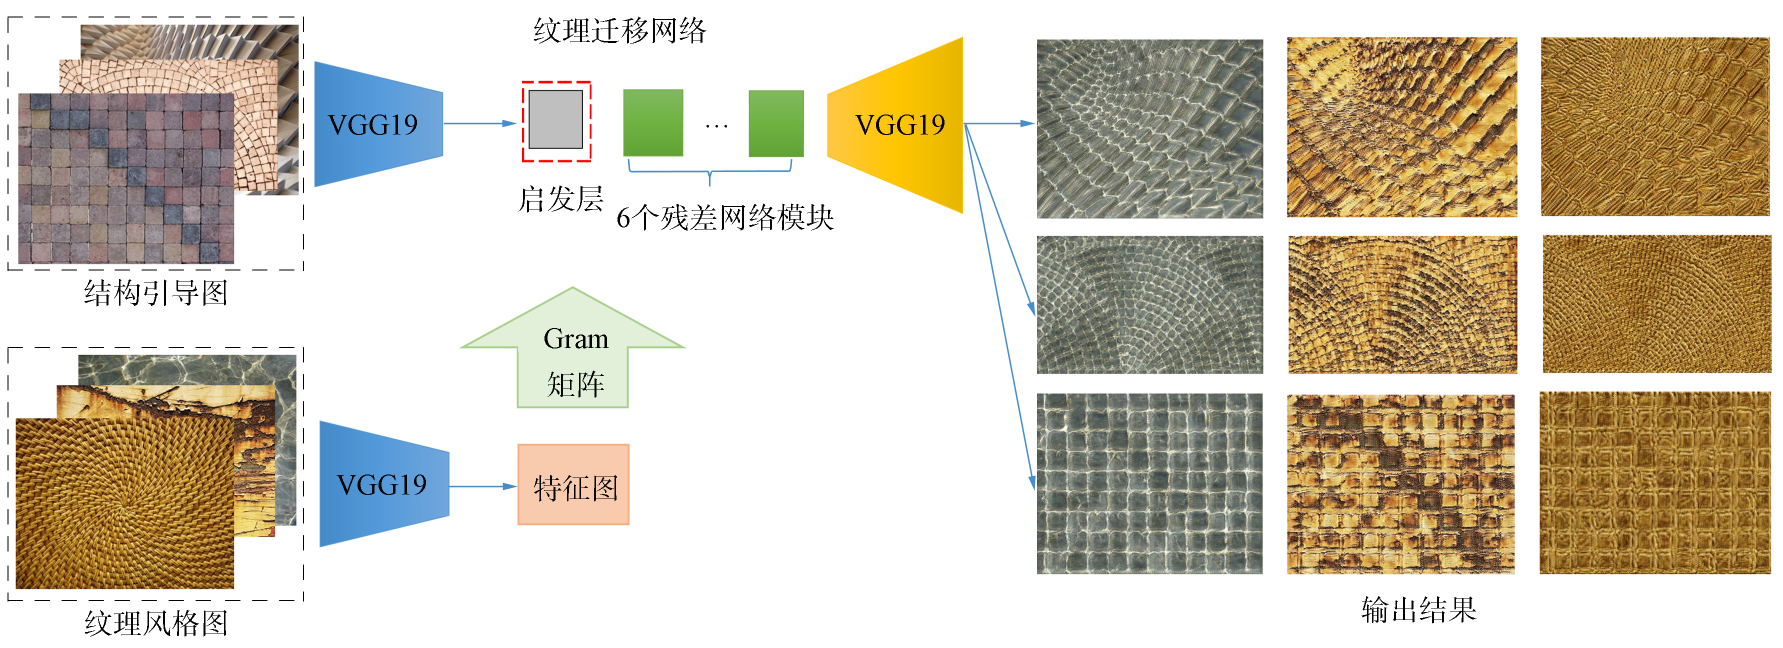 纹理迁移网络
VGG19
启发层
...
6个残差网络模块
VGG19
结构引导图
Gram
矩阵
VGG19
特征图
纹理风格图
输出结果